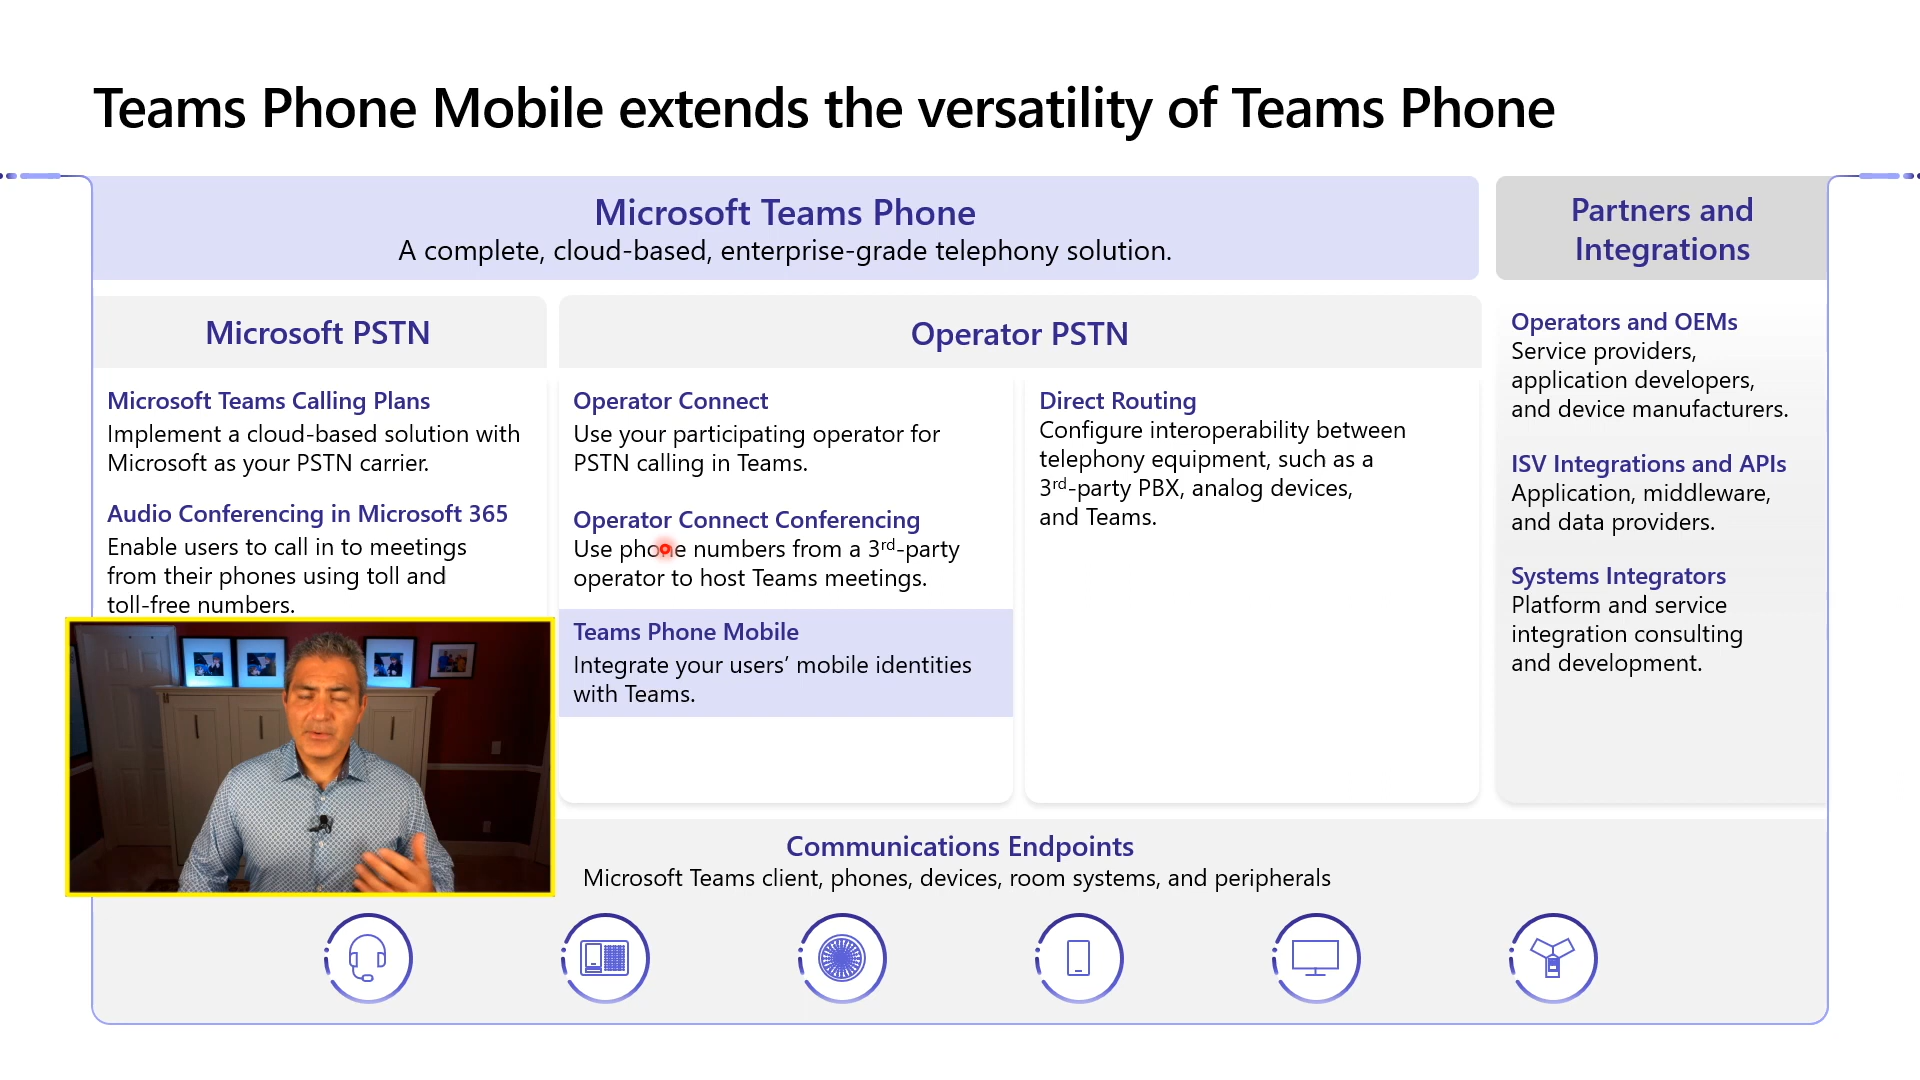 Teams Phone Mobile extends the versatility of Teams Phone
Microsoft Teams Phone
A complete, cloud-based, enterprise-grade telephony solution.
Partners and
Integrations
Microsoft PSTN
Operator PSTN
Microsoft Teams Calling Plans
Implement a cloud-based solution with
Microsoft as your PSTN carrier.
Audio Conferencing in Microsoft 365
Enable users to call in to meetings
from their phones using toll and
toll-free numbers.
Operator Connect
Use your participating operator for
PSTN calling in Teams.
Operator Connect Conferencing
Use phone numbers from a 3rd-party
operator to host Teams meetings.
Teams Phone Mobile
Integrate your users’ mobile identities
with Teams.
Direct Routing
Configure interoperability between
telephony equipment, such as a
3rd-party PBX, analog devices,
and Teams.
Operators and OEMs
Service providers,
application developers,
and device manufacturers.
ISV Integrations and APIs
Application, middleware,
and data providers.
Systems Integrators
Platform and service
integration consulting
and development.
Communications Endpoints
Microsoft Teams client, phones, devices, room systems, and peripherals